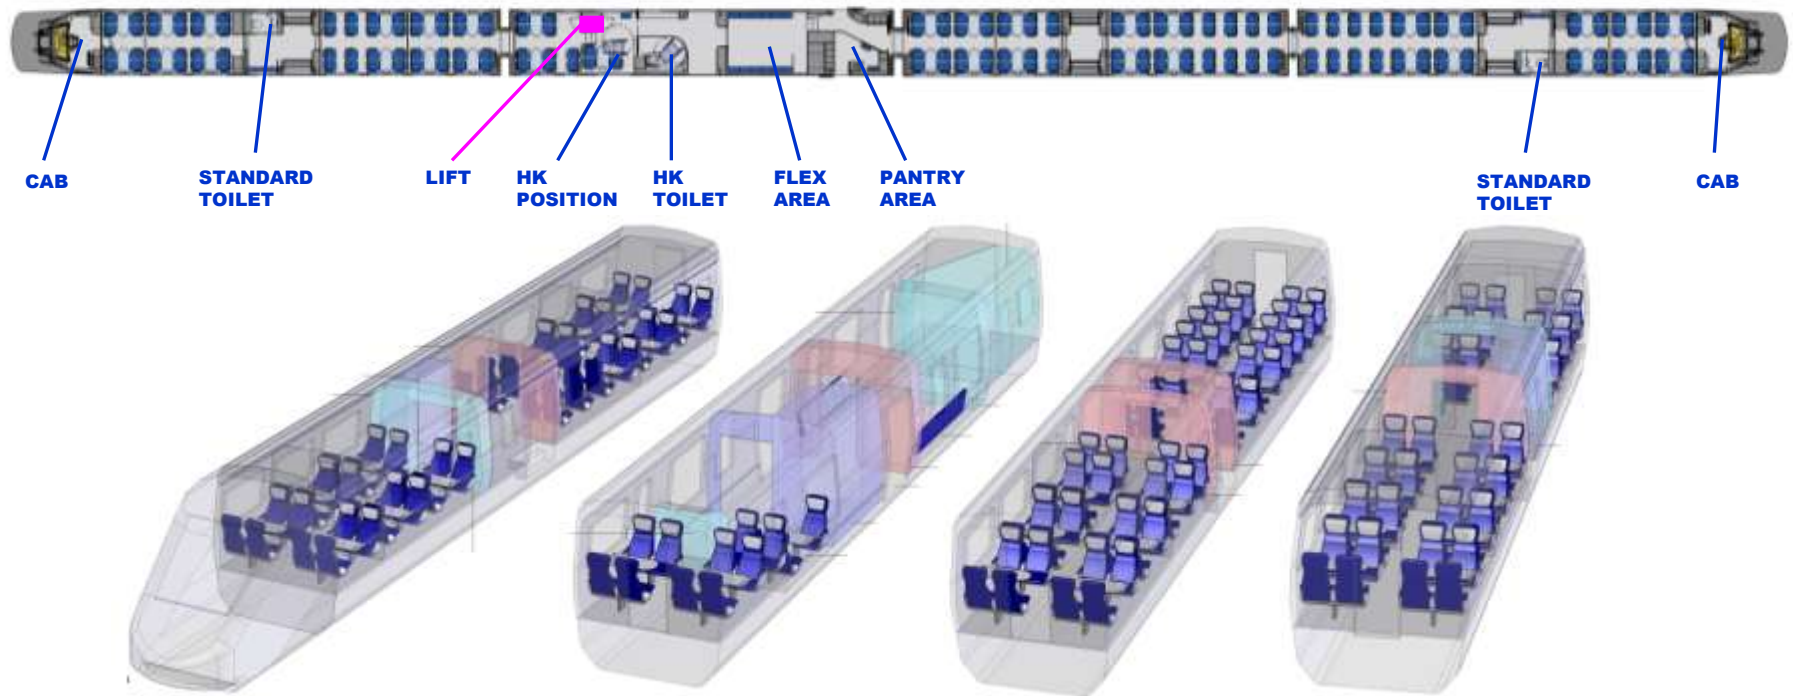 CAB
STANDARD
TOILET
LIFT
HK
POSITION
HK
TOILET
FLEX
AREA
PANTRY
AREA
STANDARD
TOILET
CAB